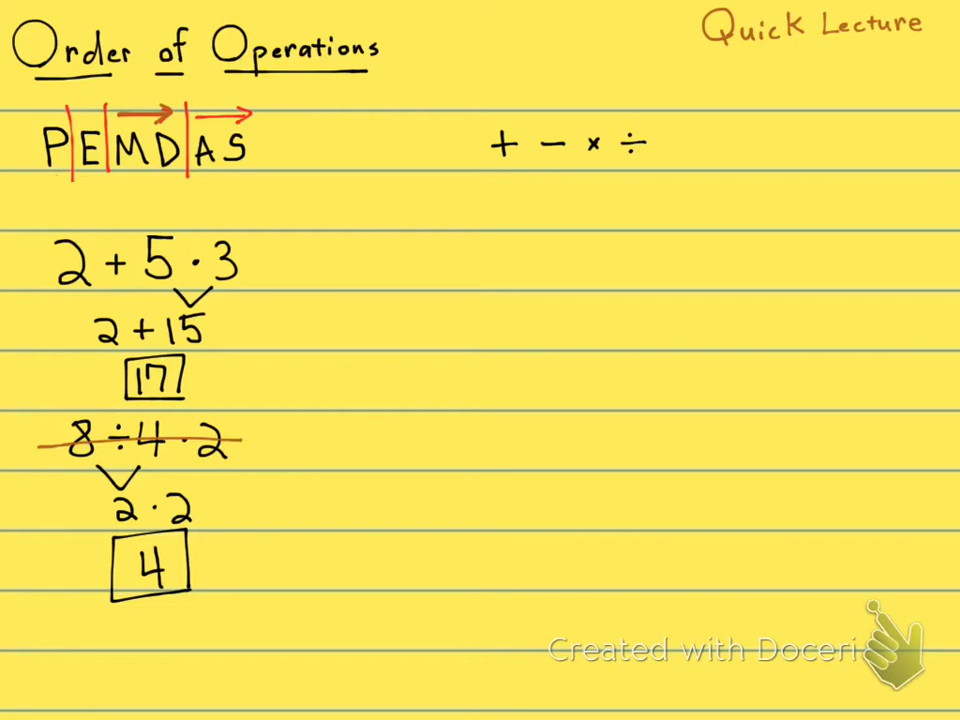 Order of Operations
Quick Lecture
PEMDAS
+ − × ÷
2 + 5 · 3
2 + 15
17
8 ÷ 4 · 2
2 · 2
4
Created with Doceri